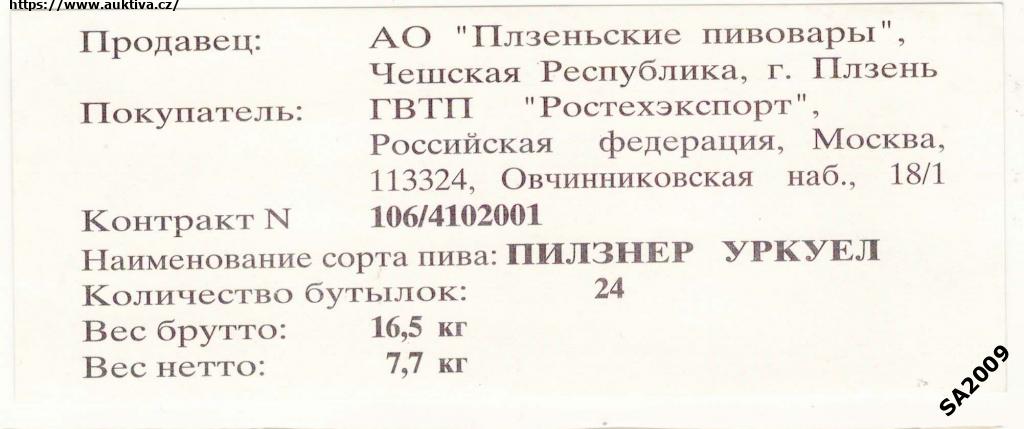 https://www.auktiva.cz/
Продавец: АО "Плзеньские пивовары",
Чешская Республика, г. Плзень
Покупатель: ГВТП "Ростехэкспорт",
Российская федерация, Москва,
113324, Овчинниковская наб., 18/1
Контракт N 106/4102001
Наименование сорта пива: ПИЛЗНЕР УРКУЕЛ
Количество бутылок: 24
Вес брутто: 16,5 кг
Вес нетто: 7,7 кг
SA2009